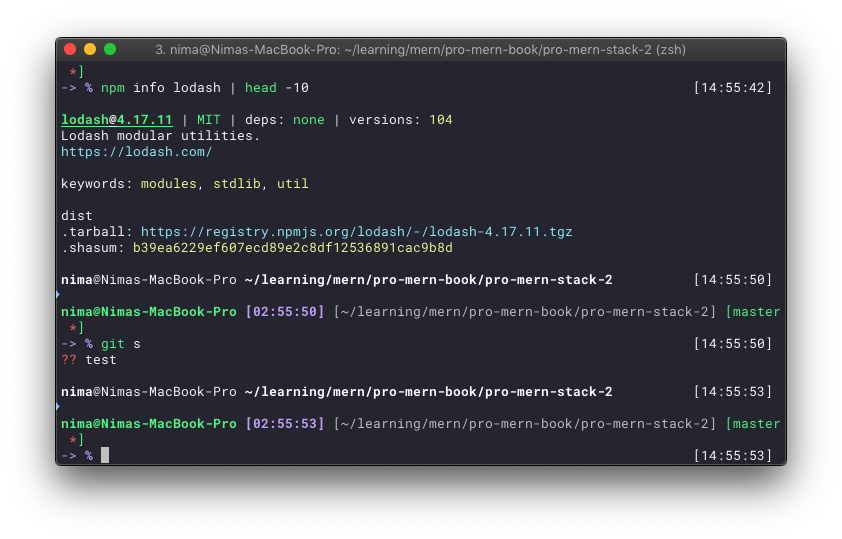 3. nima@Nimas-MacBook-Pro: ~/learning/mern/pro-mern-book/pro-mern-stack-2 (zsh)
*]
-> % npm info lodash | head -10 [14:55:42]
lodash@4.17.11 | MIT | deps: none | versions: 104
Lodash modular utilities.
https://lodash.com/
keywords: modules, stdlib, util
dist
.tarball: https://registry.npmjs.org/lodash/-/lodash-4.17.11.tgz
.shasum: b39ea6229ef607ecd89e2c8df12536891cac9b8d
nima@Nimas-MacBook-Pro ~/learning/mern/pro-mern-book/pro-mern-stack-2 [14:55:50]
nima@Nimas-MacBook-Pro [02:55:50] [~/learning/mern/pro-mern-book/pro-mern-stack-2] [master
*]
-> % git s [14:55:50]
?? test
nima@Nimas-MacBook-Pro ~/learning/mern/pro-mern-book/pro-mern-stack-2 [14:55:53]
nima@Nimas-MacBook-Pro [02:55:53] [~/learning/mern/pro-mern-book/pro-mern-stack-2] [master
*]
-> % [14:55:53]